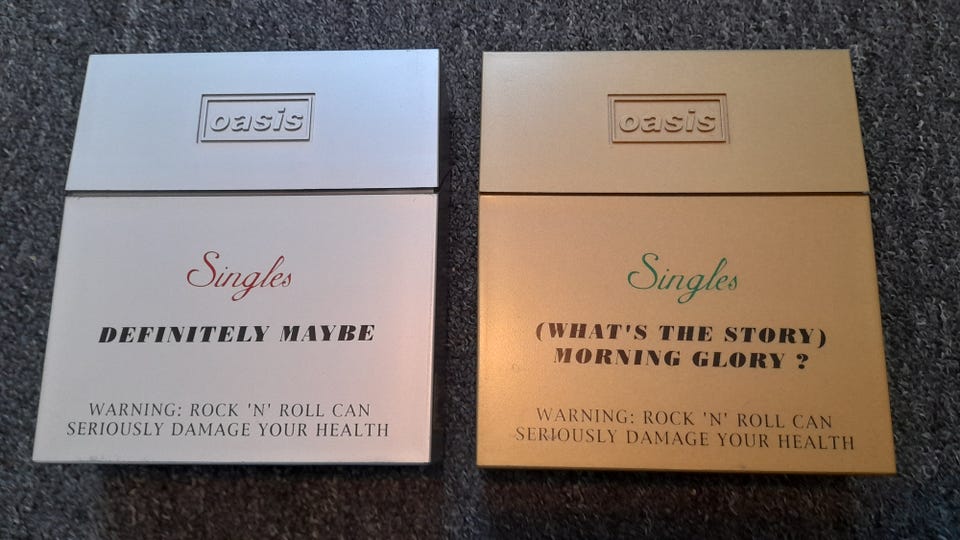 oasis
Singles
DEFINITELY MAYBE
WARNING: ROCK 'N' ROLL CAN
SERIOUSLY DAMAGE YOUR HEALTH
oasis
Singles
(WHAT'S THE STORY)
MORNING GLORY ?
WARNING: ROCK 'N' ROLL CAN
SERIOUSLY DAMAGE YOUR HEALTH